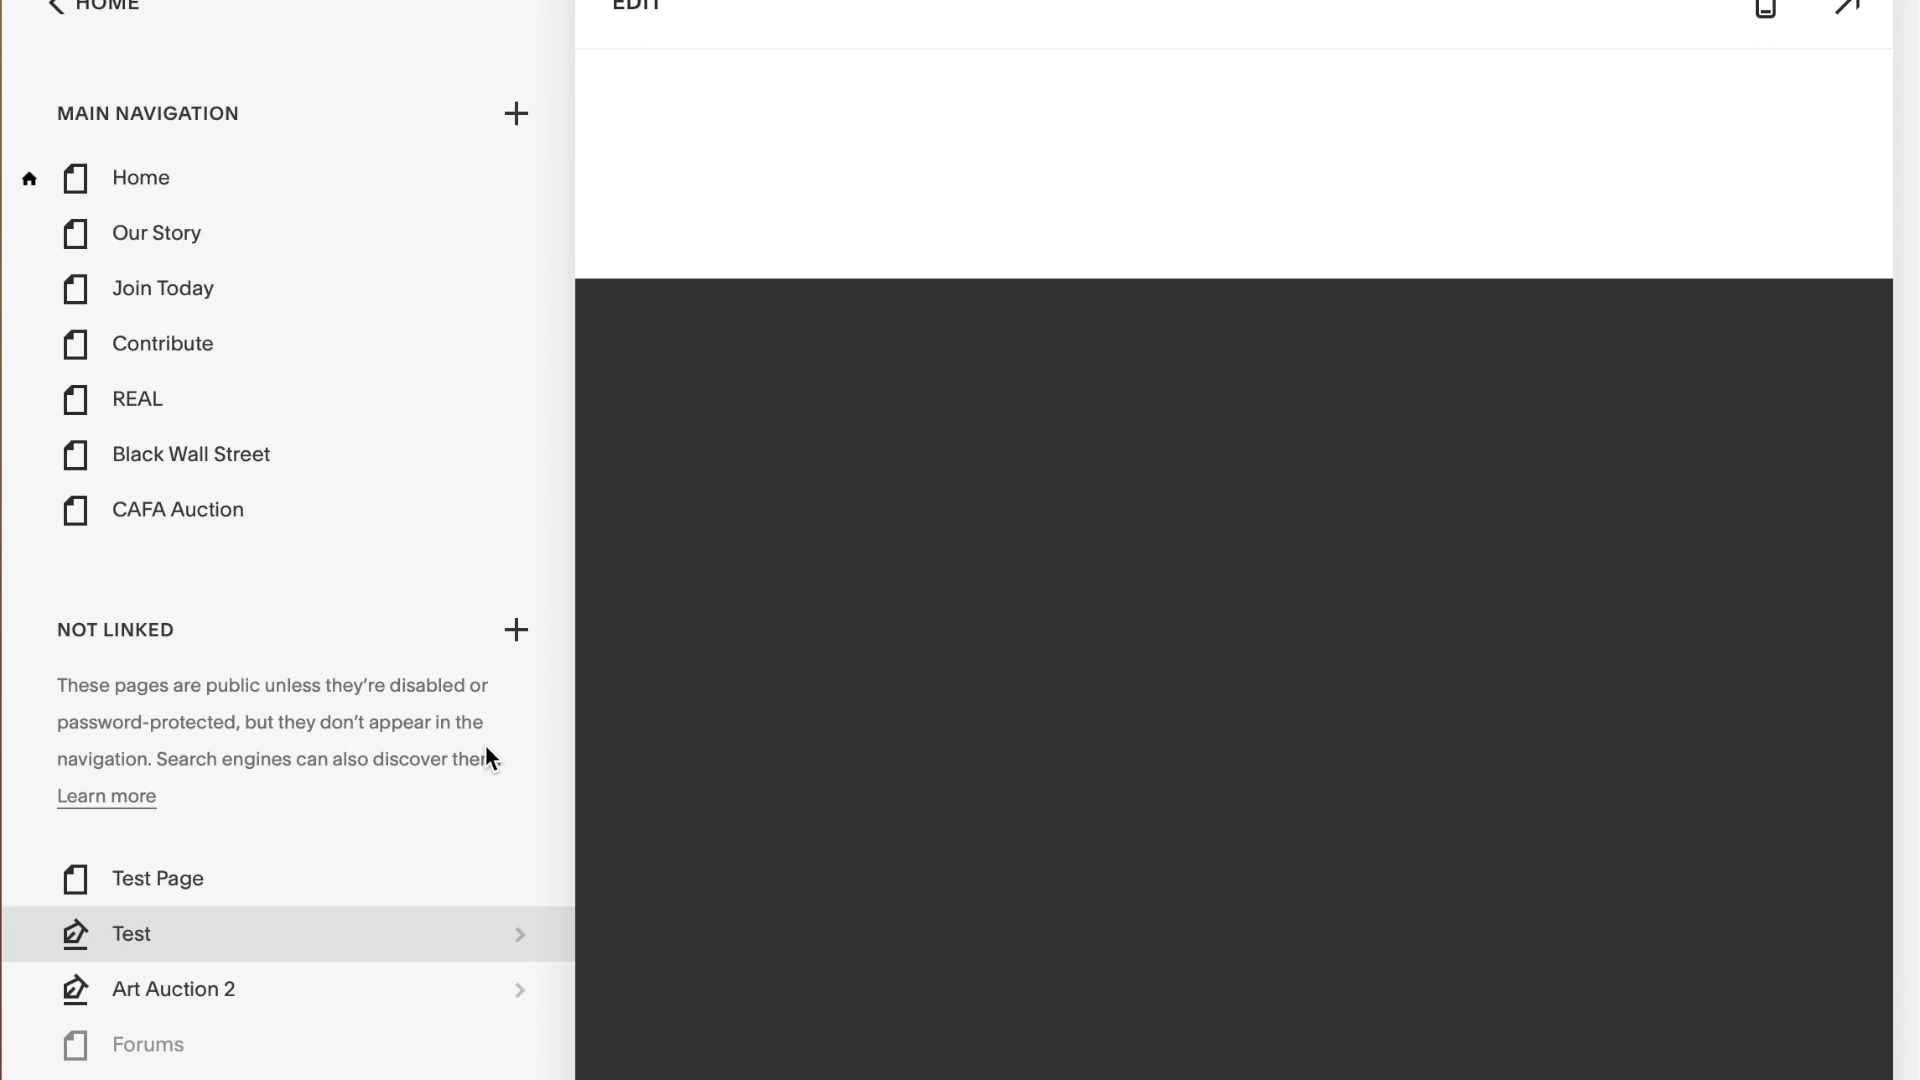 HOME
EDIT
MAIN NAVIGATION
Home
Our Story
Join Today
Contribute
REAL
Black Wall Street
CAFA Auction
NOT LINKED
These pages are public unless they’re disabled or
password-protected, but they don’t appear in the
navigation. Search engines can also discover them.
Learn more
Test Page
Test
Art Auction 2
Forums